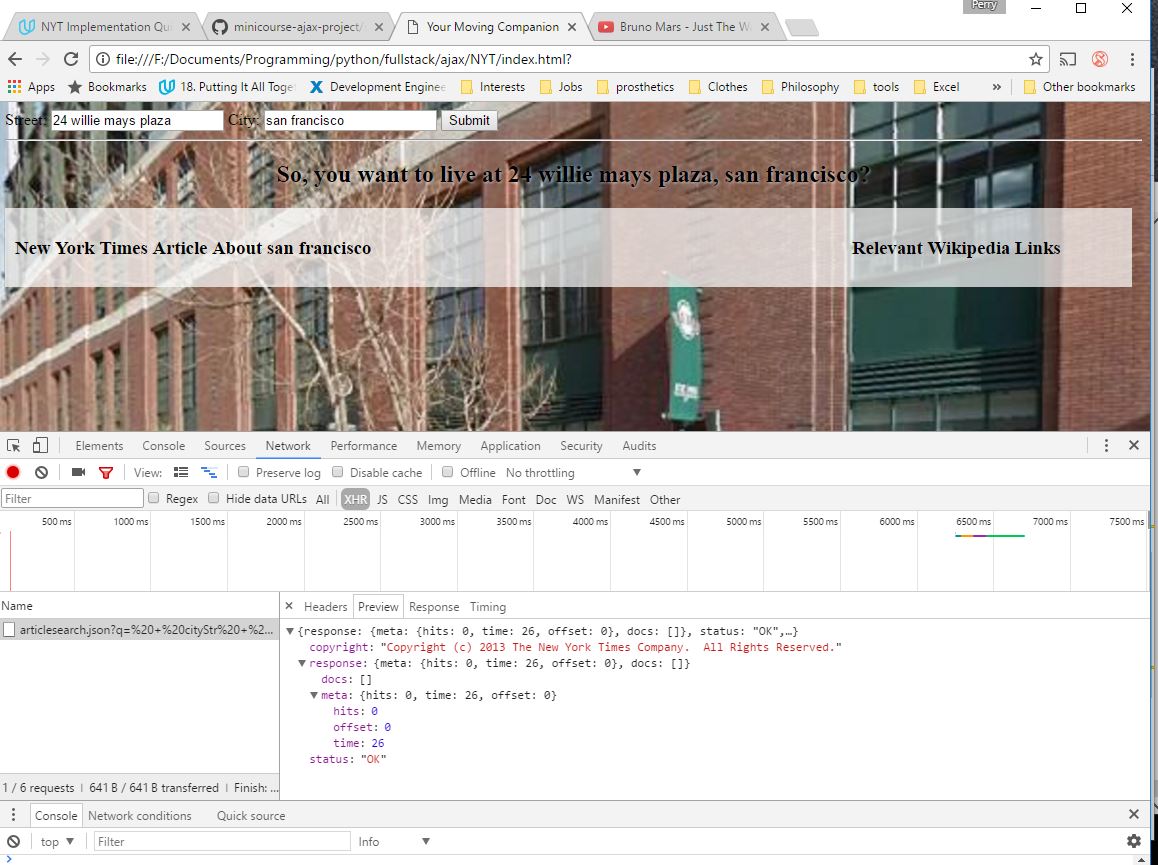 Perry
NYT Implementation Qui
minicourse-ajax-project/
Your Moving Companion
Bruno Mars - Just The W
file:///F:/Documents/Programming/python/fullstack/ajax/NYT/index.html?
Apps
Bookmarks
18. Putting It All Toge
Development Enginee
Interests
Jobs
prosthetics
Clothes
Philosophy
tools
Excel
»
Other bookmarks
Street: 24 willie mays plaza City: san francisco Submit
So, you want to live at 24 willie mays plaza, san francisco?
New York Times Article About san francisco
Relevant Wikipedia Links
Elements Console Sources Network Performance Memory Application Security Audits
View: Preserve log Disable cache Offline No throttling
Filter Regex Hide data URLs All XHR JS CSS Img Media Font Doc WS Manifest Other
500 ms 1000 ms 1500 ms 2000 ms 2500 ms 3000 ms 3500 ms 4000 ms 4500 ms 5000 ms 5500 ms 6000 ms 6500 ms 7000 ms 7500 ms
Name
articlesearch.json?q=%20+%20cityStr%20+%2...
Headers Preview Response Timing
{response: {meta: {hits: 0, time: 26, offset: 0}, docs: []}, status: "OK",…}
copyright: "Copyright (c) 2013 The New York Times Company.  All Rights Reserved."
response: {meta: {hits: 0, time: 26, offset: 0}, docs: []}
docs: []
meta: {hits: 0, time: 26, offset: 0}
hits: 0
offset: 0
time: 26
status: "OK"
1 / 6 requests | 641 B / 641 B transferred | Finish: ...
Console Network conditions Quick source
top Filter Info